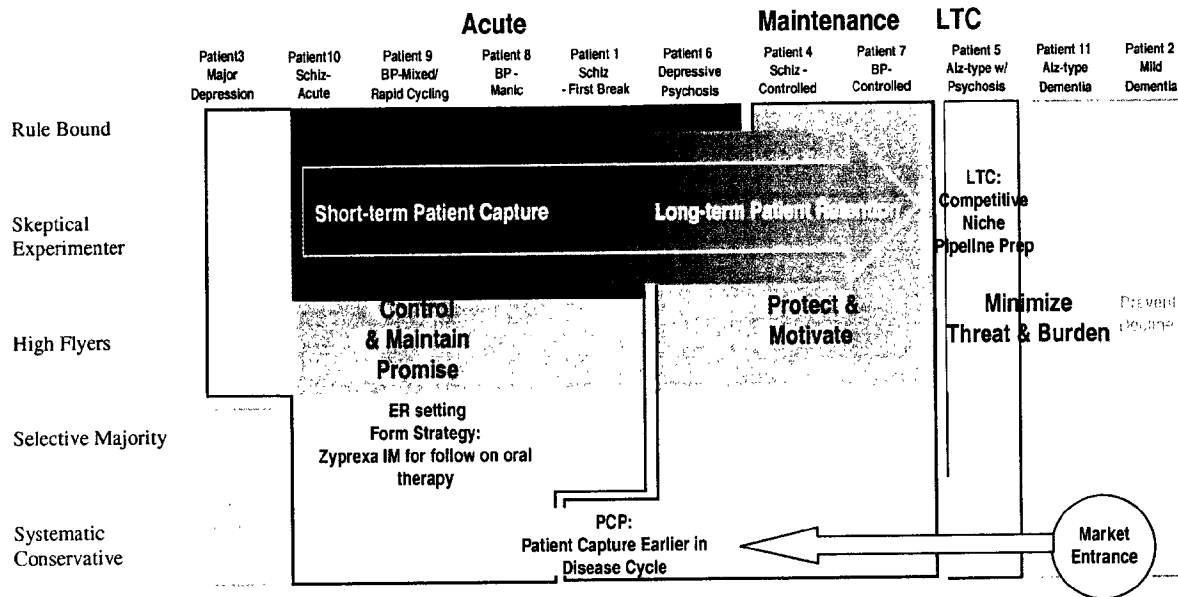 Acute
Maintenance
LTC
Patient3
Major
Depression
Patient10
Schiz-
Acute
Patient 9
BP-Mixed/
Rapid Cycling
Patient 8
BP -
Manic
Patient 1
Schiz
- First Break
Patient 6
Depressive
Psychosis
Patient 4
Schiz -
Controlled
Patient 7
BP-
Controlled
Patient 5
Alz-type w/
Psychosis
Patient 11
Alz-type
Dementia
Patient 2
Mild
Dementia
Rule Bound
Skeptical
Experimenter
High Flyers
Selective Majority
Systematic
Conservative
Short-term Patient Capture
Long-term Patient Retention
LTC:
Competitive
Niche
Pipeline Prep
Control
& Maintain
Promise
Protect &
Motivate
Minimize
Threat & Burden
Prevent
Decline
ER setting
Form Strategy:
Zyprexa IM for follow on oral
therapy
PCP:
Patient Capture Earlier in
Disease Cycle
Market
Entrance